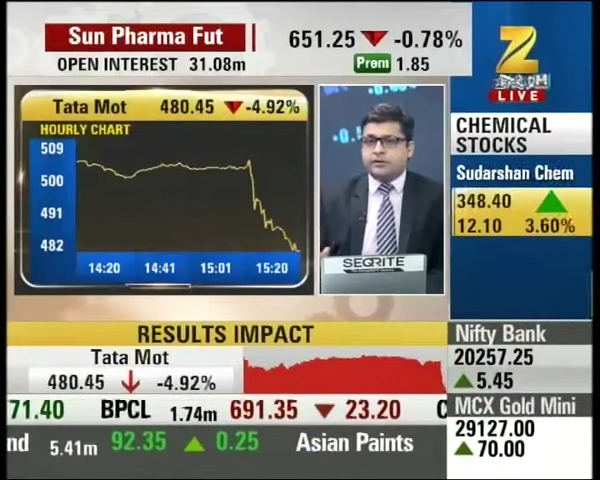 Sun Pharma Fut
651.25 -0.78%
OPEN INTEREST 31.08m
Prem 1.85
Z
LIVE
Tata Mot 480.45 -4.92%
HOURLY CHART
509
500
491
482
14:20 14:41 15:01 15:20
SEQRITE
CHEMICAL
STOCKS
Sudarshan Chem
348.40
12.10 3.60%
RESULTS IMPACT
Tata Mot
480.45 -4.92%
Nifty Bank
20257.25
5.45
MCX Gold Mini
29127.00
70.00
71.40 BPCL 1.74m 691.35 23.20 C
nd 5.41m 92.35 0.25 Asian Paints